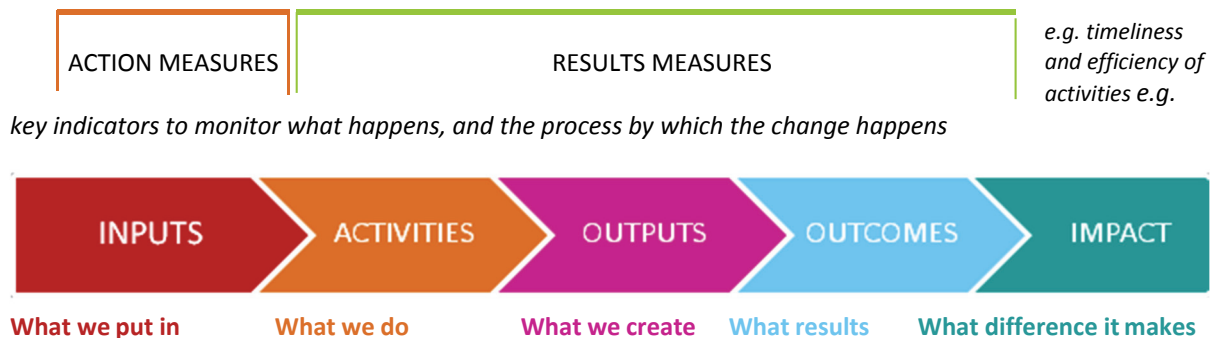 ACTION MEASURES
RESULTS MEASURES
e.g. timeliness
and efficiency of
activities e.g.
key indicators to monitor what happens, and the process by which the change happens
INPUTS
ACTIVITIES
OUTPUTS
OUTCOMES
IMPACT
What we put in
What we do
What we create
What results
What difference it makes